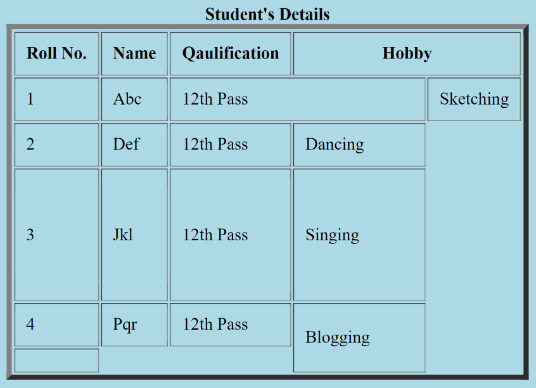 Student's Details
Roll No. Name Qaulification Hobby
1 Abc 12th Pass Sketching
2 Def 12th Pass Dancing
3 Jkl 12th Pass Singing
4 Pqr 12th Pass Blogging